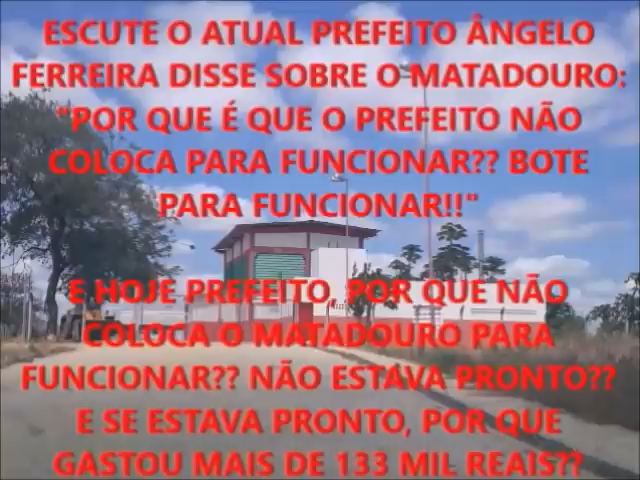 ESCUTE O ATUAL PREFEITO ÂNGELO
FERREIRA DISSE SOBRE O MATADOURO:
"POR QUE É QUE O PREFEITO NÃO
COLOCA PARA FUNCIONAR?? BOTE
PARA FUNCIONAR!!"
E HOJE PREFEITO, POR QUE NÃO
COLOCA O MATADOURO PARA
FUNCIONAR?? NÃO ESTAVA PRONTO??
E SE ESTAVA PRONTO, POR QUE
GASTOU MAIS DE 133 MIL REAIS??